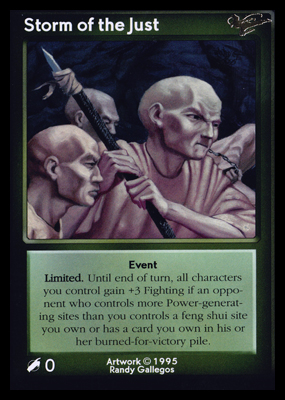 Storm of the Just
Event
Limited. Until end of turn, all characters
you control gain +3 Fighting if an oppo-
nent who controls more Power-generat-
ing sites than you controls a feng shui site
you own or has a card you own in his or
her burned-for-victory pile.
0
Artwork © 1995
Randy Gallegos